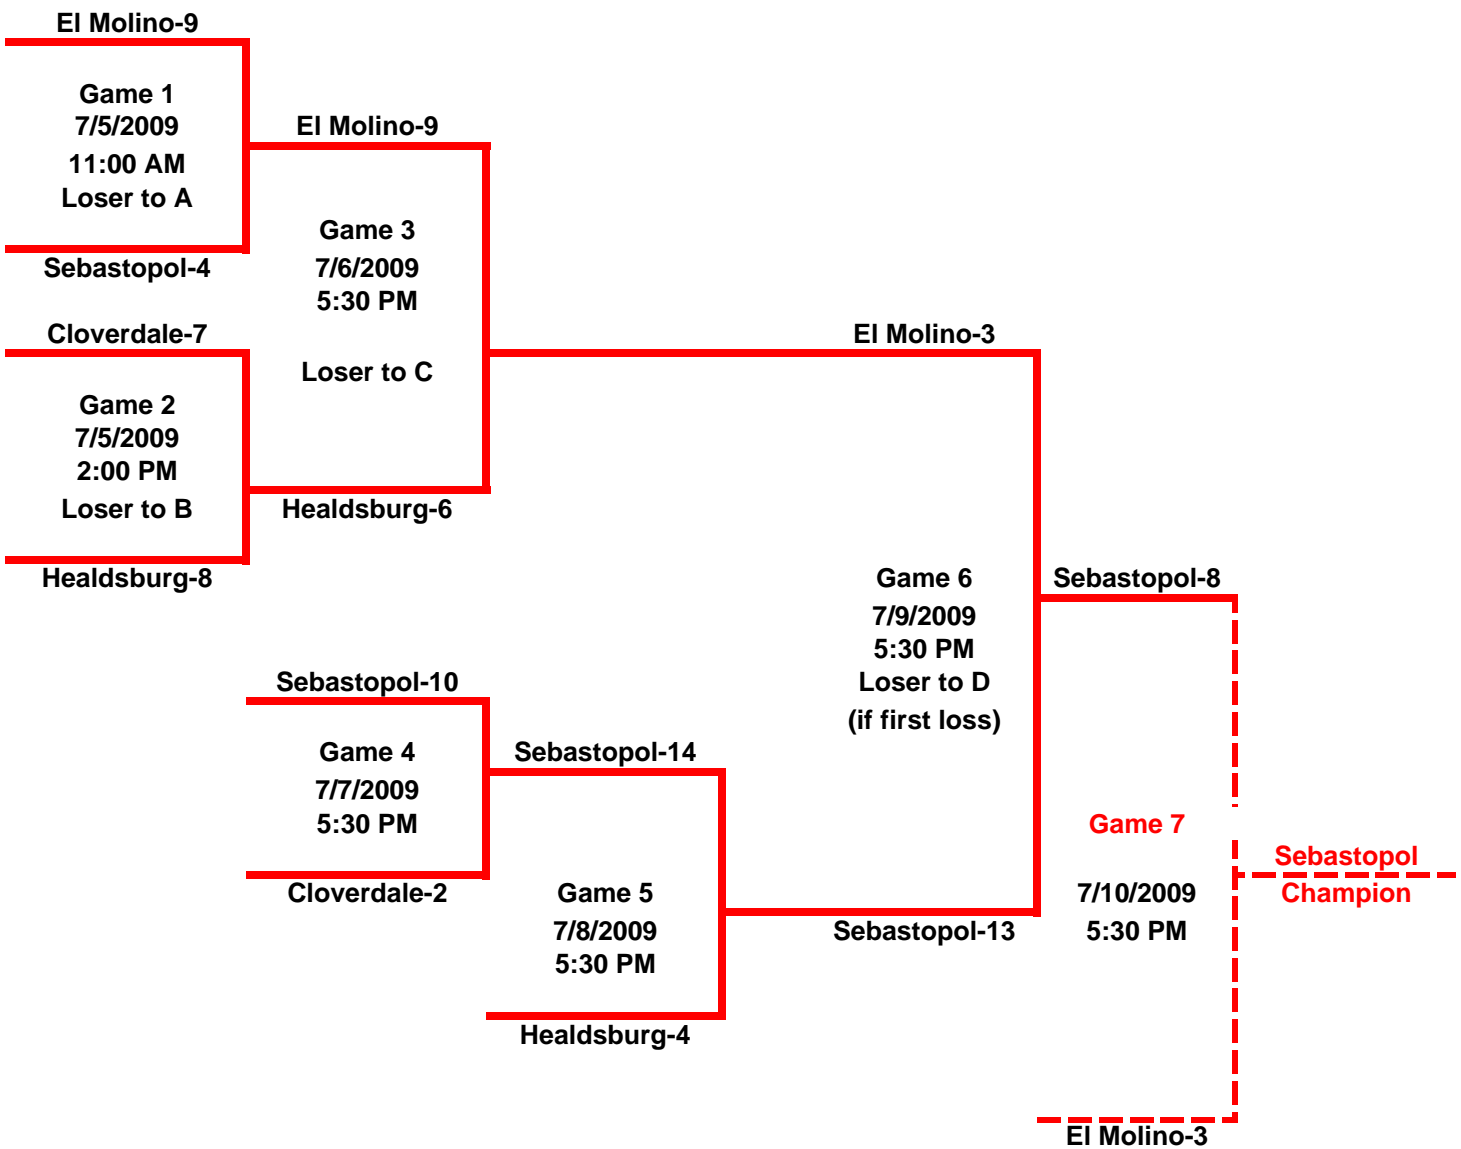 El Molino-9
Game 1
7/5/2009
11:00 AM
Loser to A
Sebastopol-4
El Molino-9
Game 3
7/6/2009
5:30 PM
Loser to C
Healdsburg-6
Cloverdale-7
Game 2
7/5/2009
2:00 PM
Loser to B
Healdsburg-8
El Molino-3
Game 6
7/9/2009
5:30 PM
Loser to D
(if first loss)
Sebastopol-13
Sebastopol-10
Game 4
7/7/2009
5:30 PM
Cloverdale-2
Sebastopol-14
Game 5
7/8/2009
5:30 PM
Healdsburg-4
Sebastopol-8
Game 7
7/10/2009
5:30 PM
El Molino-3
Sebastopol
Champion